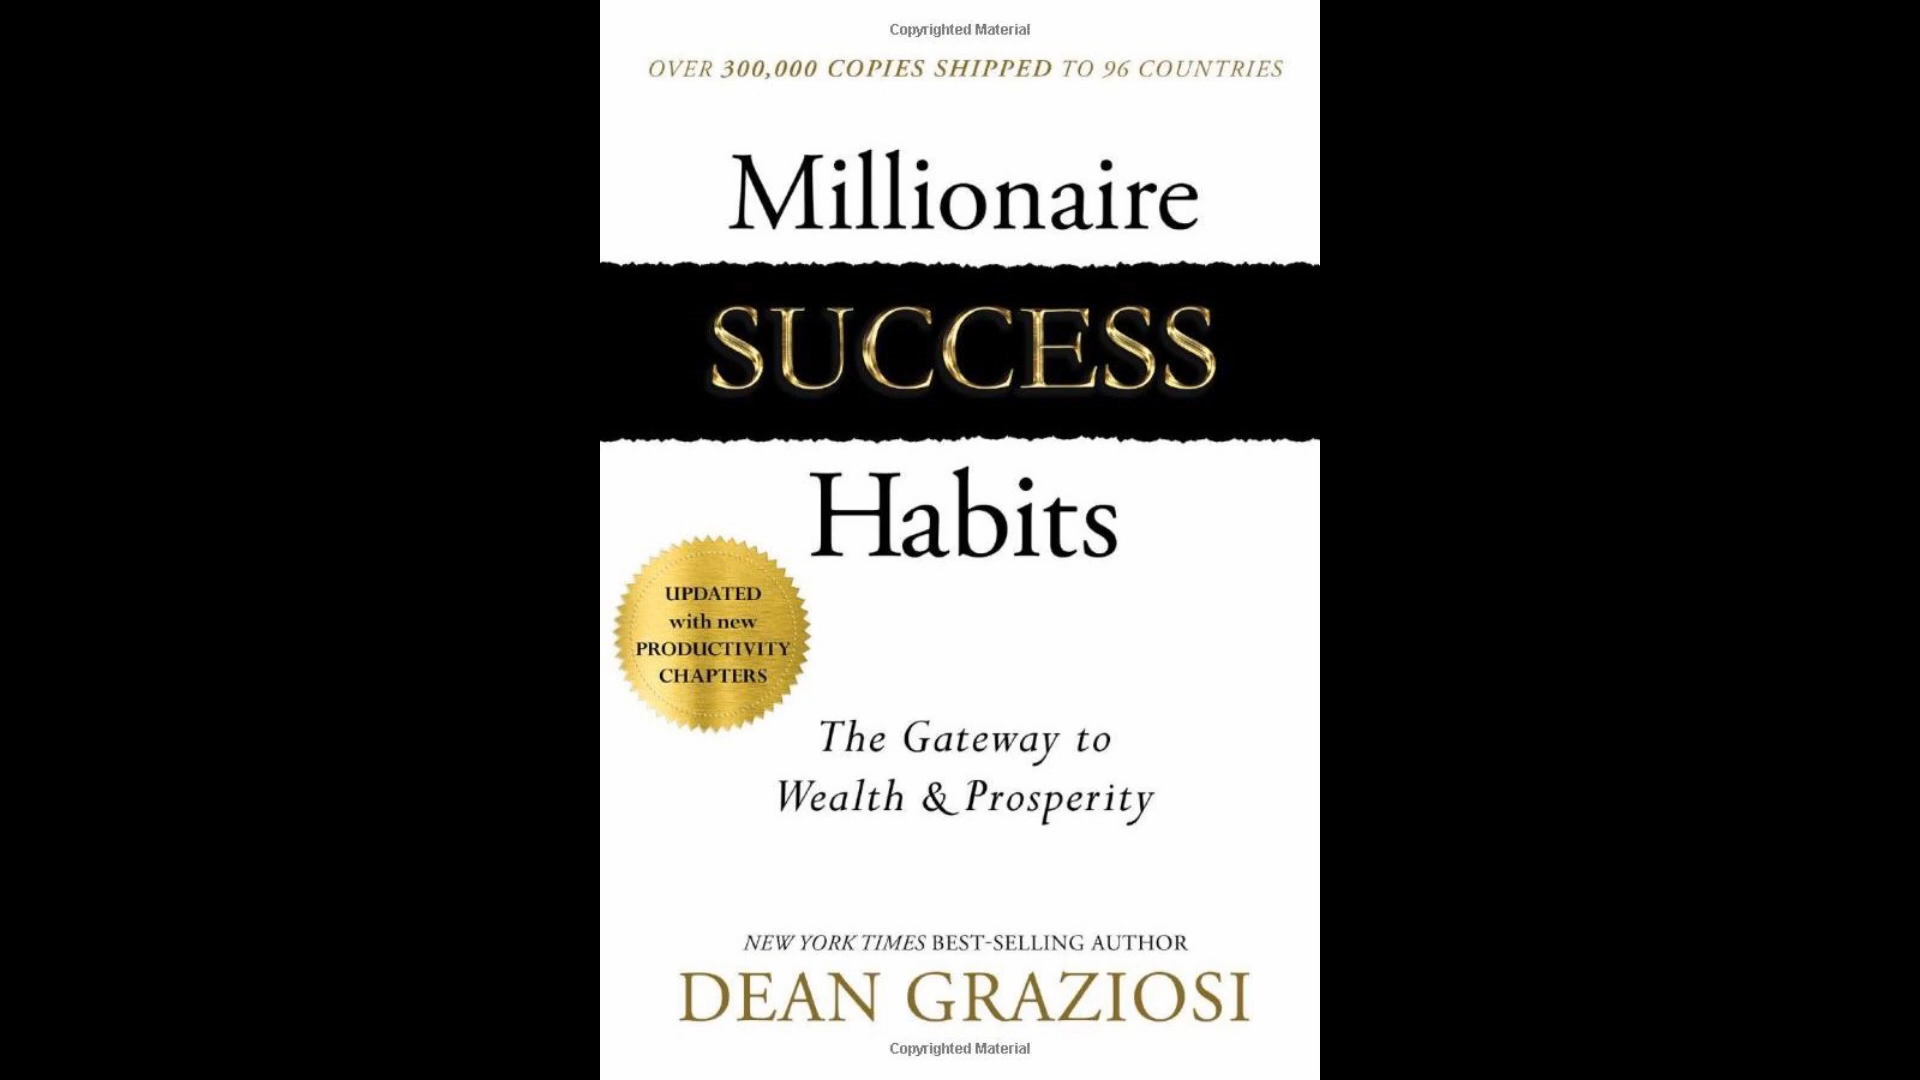 Copyrighted Material
OVER 300,000 COPIES SHIPPED TO 96 COUNTRIES
Millionaire
SUCCESS
Habits
UPDATED
with new
PRODUCTIVITY
CHAPTERS
The Gateway to
Wealth & Prosperity
NEW YORK TIMES BEST-SELLING AUTHOR
DEAN GRAZIOSI
Copyrighted Material